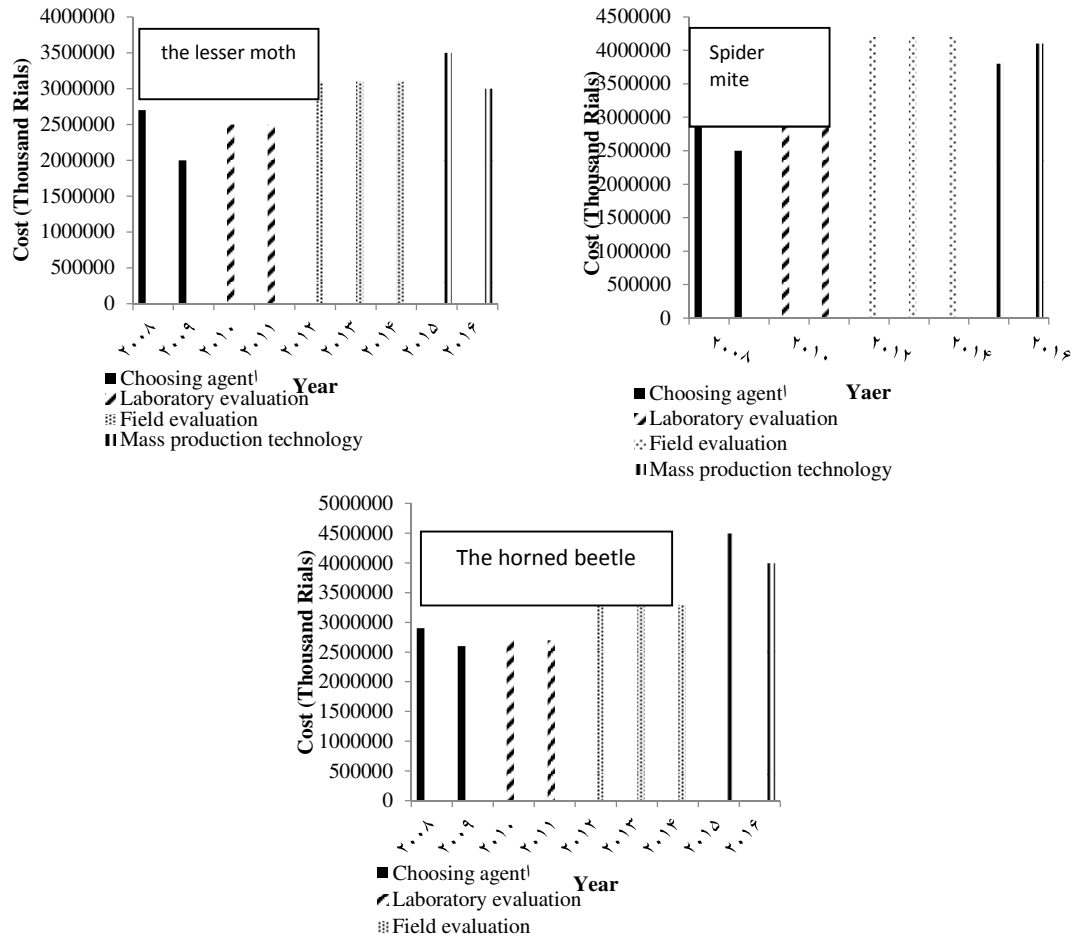 the lesser moth
Cost (Thousand Rials)
4000000
3500000
3000000
2500000
2000000
1500000
1000000
500000
0
۲۰۰۸
۲۰۰۹
۲۰۱۰
۲۰۱۱
۲۰۱۲
۲۰۱۳
۲۰۱۴
۲۰۱۵
۲۰۱۶
Year
Choosing agent۱
Laboratory evaluation
Field evaluation
Mass production technology
Spider
mite
Cost (Thousand Rials)
4500000
4000000
3500000
3000000
2500000
2000000
1500000
1000000
500000
0
۲۰۰۸
۲۰۱۰
۲۰۱۲
۲۰۱۴
۲۰۱۶
Yaer
Choosing agent۱
Laboratory evaluation
Field evaluation
Mass production technology
The horned beetle
Cost (Thousand Rials)
5000000
4500000
4000000
3500000
3000000
2500000
2000000
1500000
1000000
500000
0
۲۰۰۸
۲۰۰۹
۲۰۱۰
۲۰۱۱
۲۰۱۲
۲۰۱۳
۲۰۱۴
۲۰۱۵
۲۰۱۶
Year
Choosing agent۱
Laboratory evaluation
Field evaluation